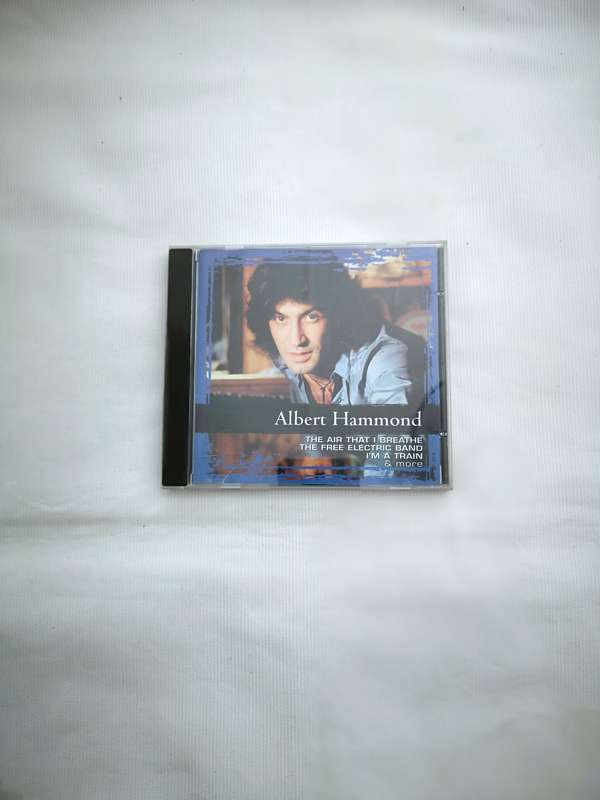 Albert Hammond
THE AIR THAT I BREATHE
THE FREE ELECTRIC BAND
I'M A TRAIN
& more